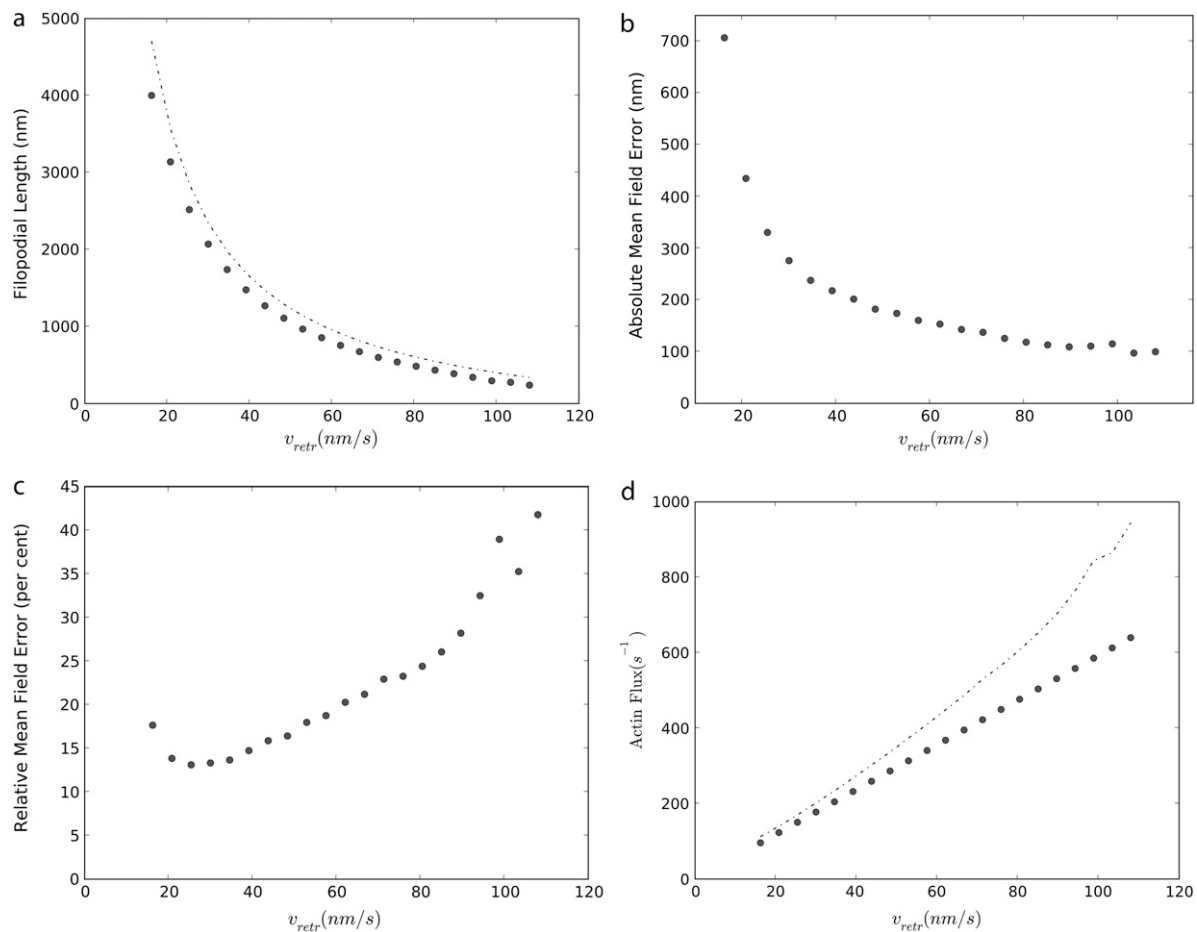 a
5000
4000
3000
2000
1000
0
Filopodial Length (nm)
0 20 40 60 80 100 120
v_retr(nm/s)
b
700
600
500
400
300
200
100
0
Absolute Mean Field Error (nm)
20 40 60 80 100
v_retr(nm/s)
c
45
40
35
30
25
20
15
10
5
0
Relative Mean Field Error (per cent)
0 20 40 60 80 100 120
v_retr(nm/s)
d
1000
800
600
400
200
0
Actin Flux(s^−1)
0 20 40 60 80 100 120
v_retr(nm/s)